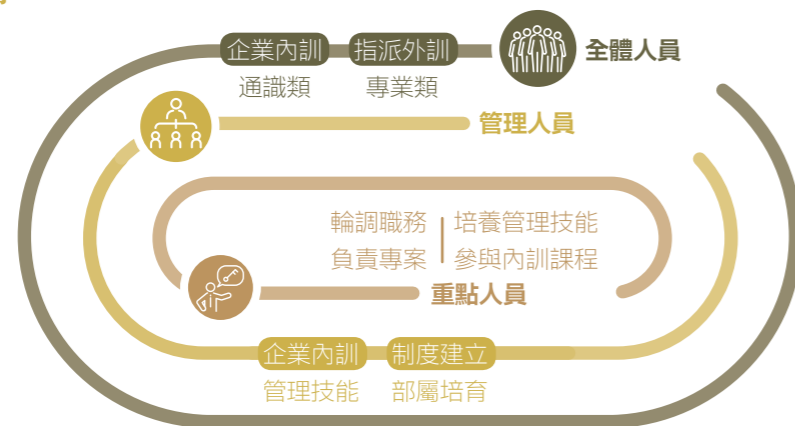 企業內訓 指派外訓 全體人員
通識類 專業類
管理人員
輪調職務 培養管理技能
負責專案 參與內訓課程
重點人員
企業內訓 制度建立
管理技能 部屬培育